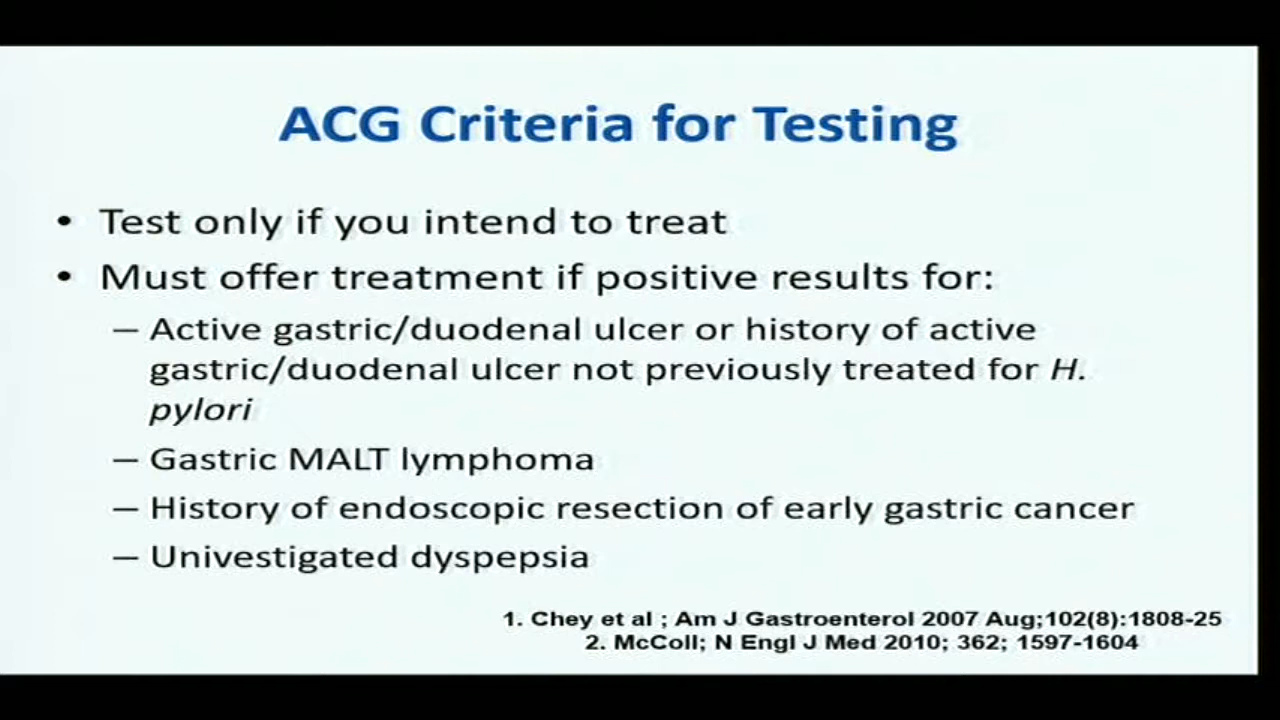 ACG Criteria for Testing
• Test only if you intend to treat
• Must offer treatment if positive results for:
– Active gastric/duodenal ulcer or history of active
gastric/duodenal ulcer not previously treated for H.
pylori
– Gastric MALT lymphoma
– History of endoscopic resection of early gastric cancer
– Univestigated dyspepsia
1. Chey et al ; Am J Gastroenterol 2007 Aug;102(8):1808-25
2. McColl; N Engl J Med 2010; 362; 1597-1604